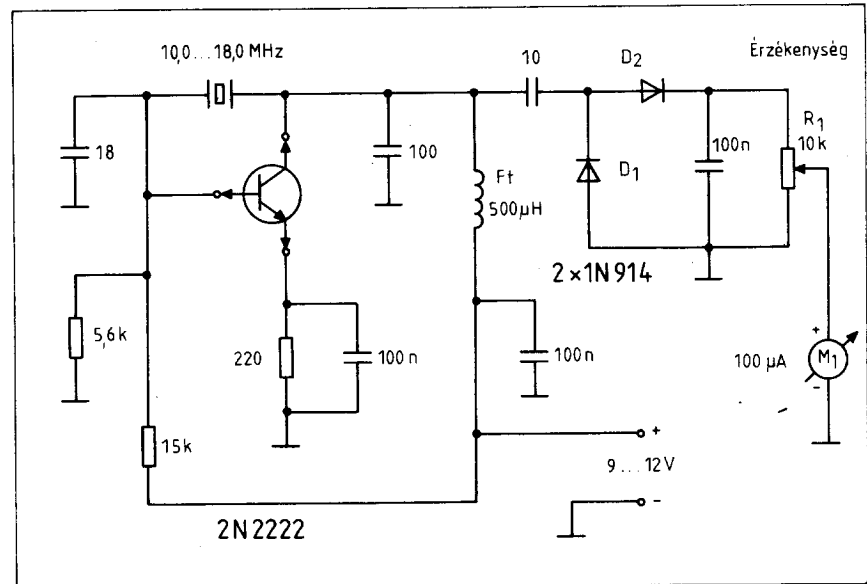 10,0...18,0 MHz
10
D2
Érzékenység
18
100
100n
R1
10k
Ft
500µH
D1
2×1N914
5,6k
220
100n
100n
+
100 µA
M1
-
15k
+
9...12V
-
2N2222